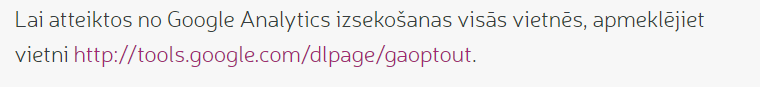 Lai atteiktos no Google Analytics izsekošanas visās vietnēs, apmeklējiet
vietni http://tools.google.com/dlpage/gaoptout.